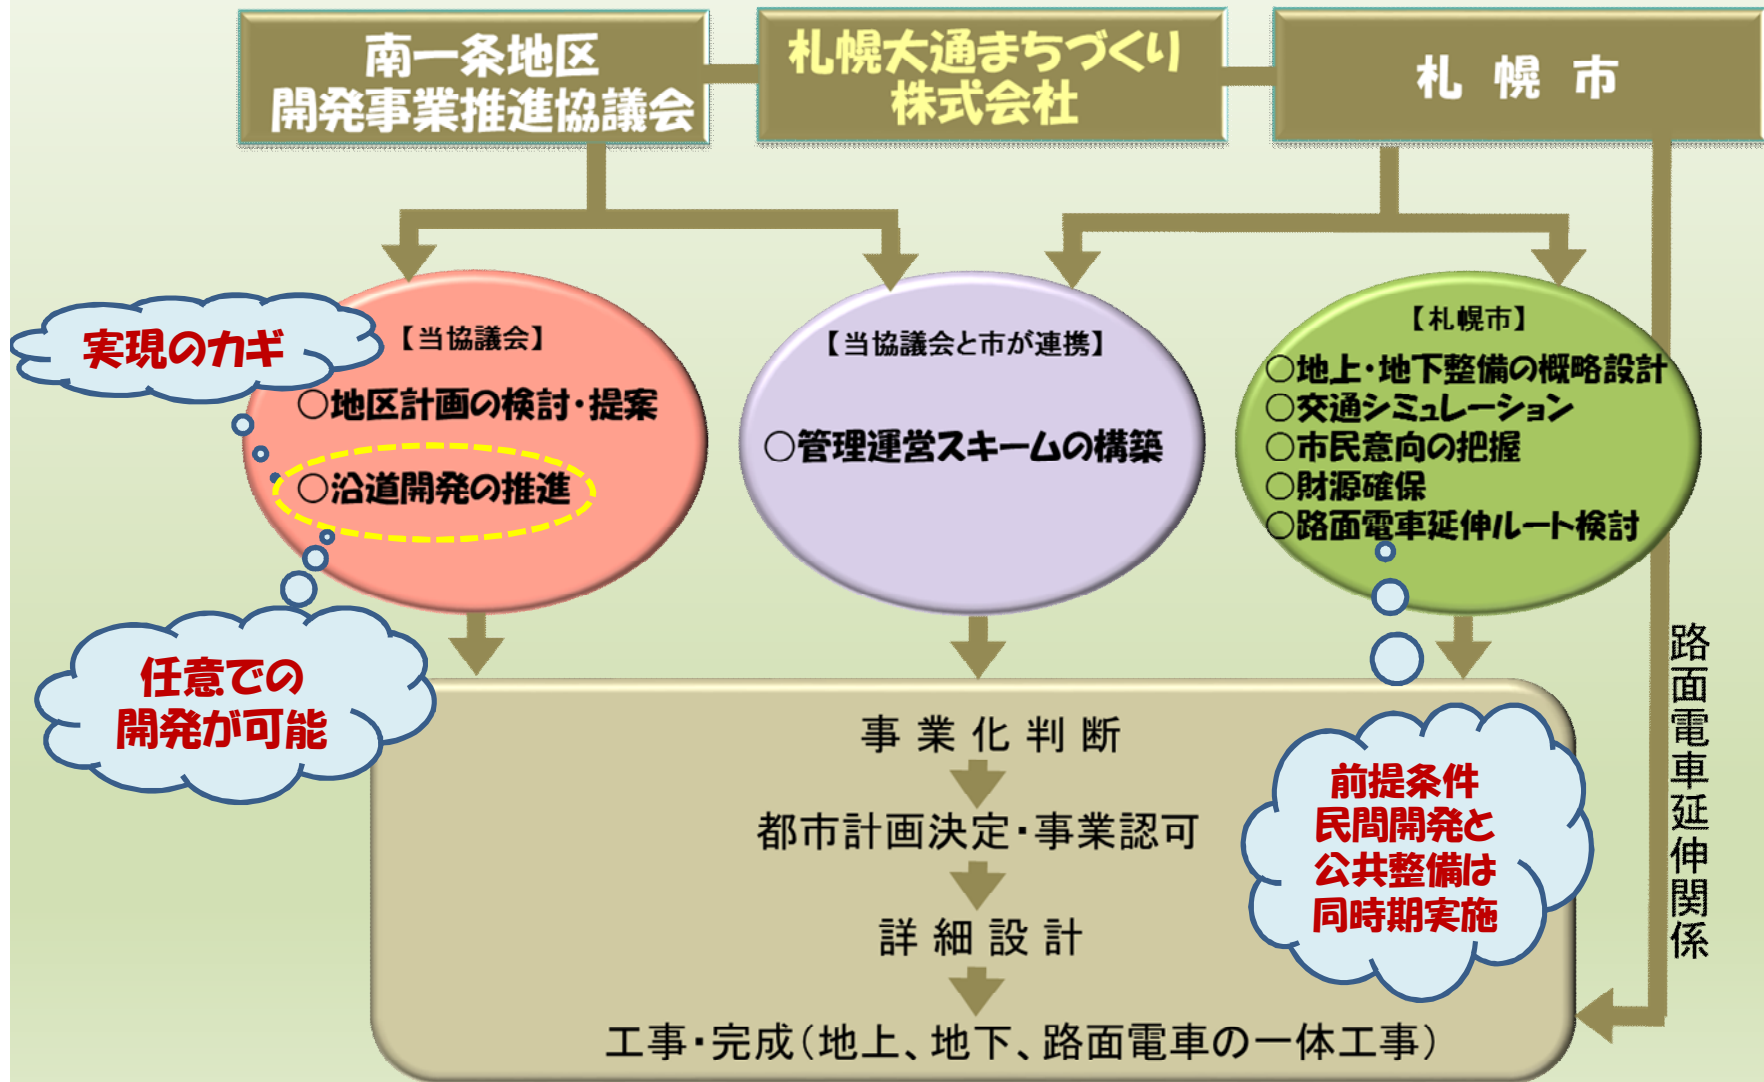 南一条地区
開発事業推進協議会
札幌大通まちづくり
株式会社
札幌市
実現のカギ
【当協議会】
○地区計画の検討・提案
○沿道開発の推進
任意での
開発が可能
【当協議会と市が連携】
○管理運営スキームの構築
【札幌市】
○地上・地下整備の概略設計
○交通シミュレーション
○市民意向の把握
○財源確保
○路面電車延伸ルート検討
路面電車延伸関係
事業化判断
都市計画決定・事業認可
詳細設計
工事・完成(地上、地下、路面電車の一体工事)
前提条件
民間開発と
公共整備は
同時期実施